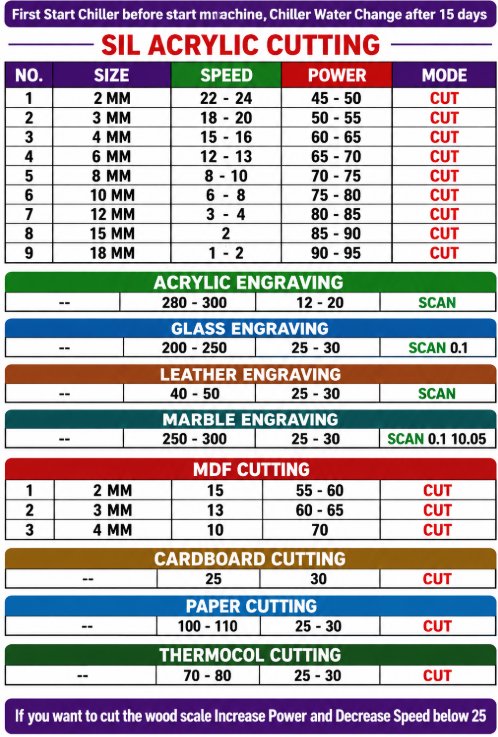 First Start Chiller before start machine, Chiller Water Change after 15 days
SIL ACRYLIC CUTTING
NO. SIZE SPEED POWER MODE
1 2 MM 22 - 24 45 - 50 CUT
2 3 MM 18 - 20 50 - 55 CUT
3 4 MM 15 - 16 60 - 65 CUT
4 6 MM 12 - 13 65 - 70 CUT
5 8 MM 8 - 10 70 - 75 CUT
6 10 MM 6 - 8 75 - 80 CUT
7 12 MM 3 - 4 80 - 85 CUT
8 15 MM 2 85 - 90 CUT
9 18 MM 1 - 2 90 - 95 CUT
ACRYLIC ENGRAVING
-- 280 - 300 12 - 20 SCAN
GLASS ENGRAVING
-- 200 - 250 25 - 30 SCAN 0.1
LEATHER ENGRAVING
-- 40 - 50 25 - 30 SCAN
MARBLE ENGRAVING
-- 250 - 300 25 - 30 SCAN 0.1 10.05
MDF CUTTING
1 2 MM 15 55 - 60 CUT
2 3 MM 13 60 - 65 CUT
3 4 MM 10 70 CUT
CARDBOARD CUTTING
-- 25 30 CUT
PAPER CUTTING
-- 100 - 110 25 - 30 CUT
THERMOCOL CUTTING
-- 70 - 80 25 - 30 CUT
If you want to cut the wood scale Increase Power and Decrease Speed below 25